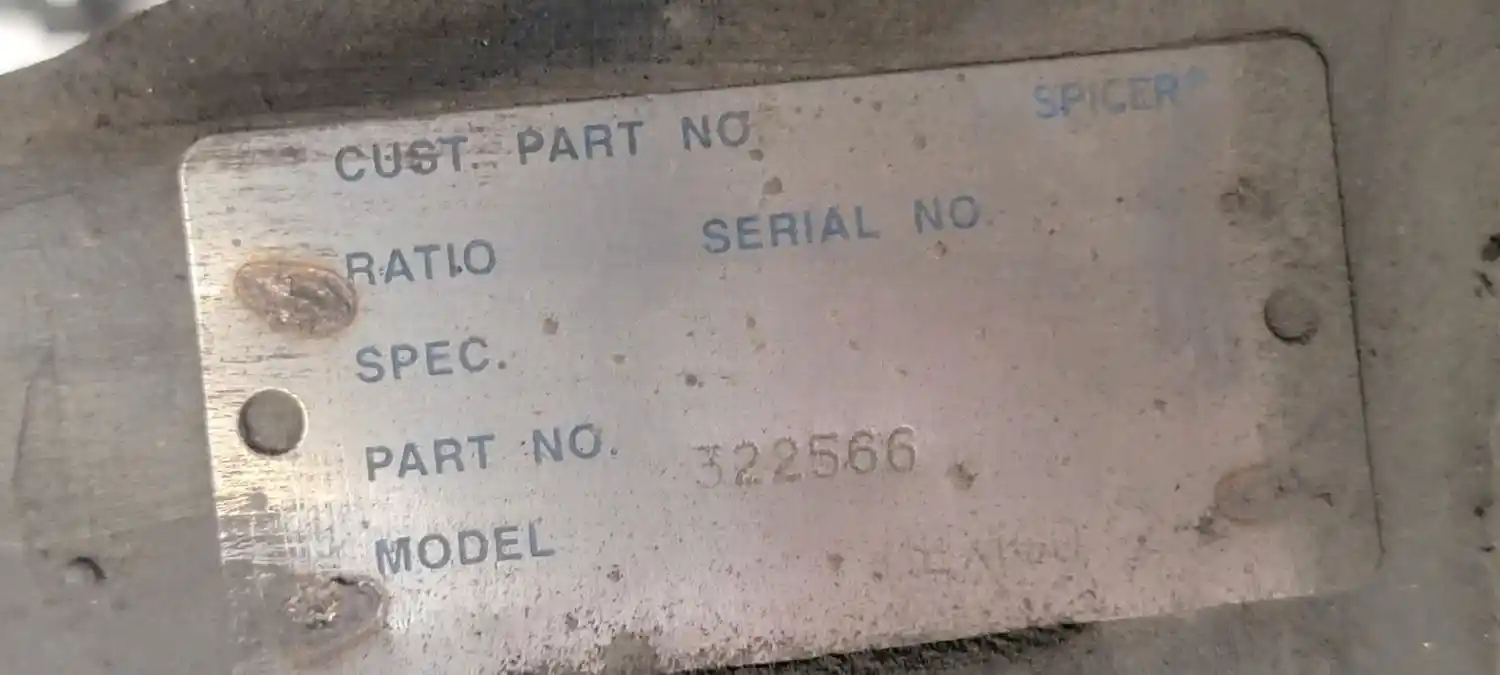 SPICER®
CUST. PART NO.
RATIO SERIAL NO.
SPEC.
PART NO. 322566
MODEL